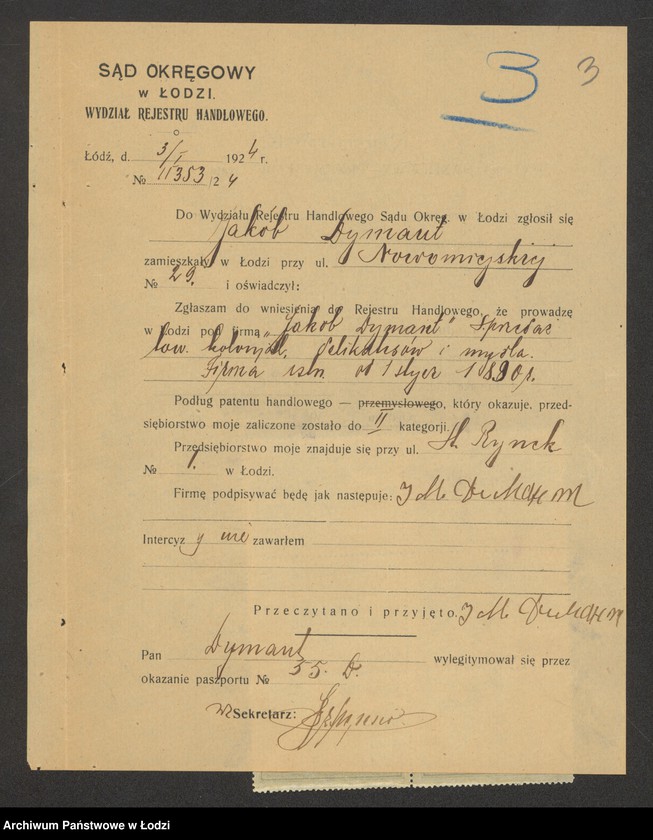 3 3
SĄD OKRĘGOWY
w ŁODZI.
WYDZIAŁ REJESTRU HANDLOWEGO.
Łódź, d. 3/I 1924 r.
№ 11353/24
Do Wydziału Rejestru Handlowego Sądu Okręg. w Łodzi zgłosił się
Jakób Dymant
zamieszkały w Łodzi przy ul. Nowomiejskiej
№ 29. i oświadczył:
Zgłaszam do wniesienia do Rejestru Handlowego, że prowadzę
w Łodzi pod firmą „Jakób Dymant" Sprzedaż
tow. kolonjal, delikatesów i mydła.
Firma istn od 1 stycz 1890 r.
Podług patentu handlowego — przemysłowego, który okazuje, przed-
siębiorstwo moje zaliczone zostało do II kategorji.
Przedsiębiorstwo moje znajduje się przy ul. St. Rynek
№ 1. w Łodzi.
Firmę podpisywać będę jak następuje:
Intercyzy nie zawarłem
Przeczytano i przyjęto.
Pan Dymant wylegitymował się przez
okazanie paszportu № 55. D.
Sekretarz:
Archiwum Państwowe w Łodzi